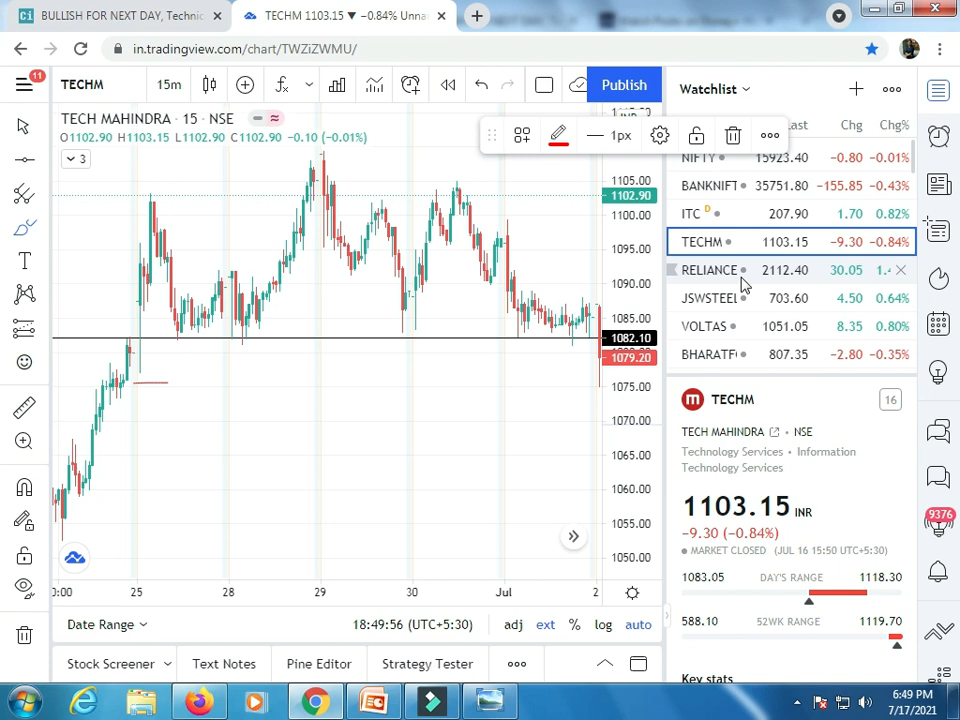 BULLISH FOR NEXT DAY, Technic
TECHM 1103.15 ▼ −0.84% Unna
in.tradingview.com/chart/TWZiZWMU/
11
TECHM
15m
Publish
Watchlist
TECH MAHINDRA · 15 · NSE
O1102.90 H1103.15 L1102.90 C1102.90 −0.10 (−0.01%)
3
1px
Last Chg Chg%
NIFTY 15923.40 −0.80 −0.01%
BANKNIFT 35751.80 −155.85 −0.43%
ITC D 207.90 1.70 0.82%
TECHM 1103.15 −9.30 −0.84%
RELIANCE 2112.40 30.05
JSWSTEEL 703.60 4.50 0.64%
VOLTAS 1051.05 8.35 0.80%
BHARATF 807.35 −2.80 −0.35%
1105.00
1102.90
1100.00
1095.00
1090.00
1085.00
1082.10
1079.20
1075.00
1070.00
1065.00
1060.00
1055.00
1050.00
0:00 25 28 29 30 Jul 2
TECHM 16
TECH MAHINDRA • NSE
Technology Services • Information
Technology Services
1103.15 INR
−9.30 (−0.84%)
MARKET CLOSED (JUL 16 15:50 UTC+5:30)
1083.05 DAY'S RANGE 1118.30
588.10 52WK RANGE 1119.70
Key stats
9376
Date Range
18:49:56 (UTC+5:30)
adj ext % log auto
Stock Screener
Text Notes
Pine Editor
Strategy Tester
6:49 PM
7/17/2021